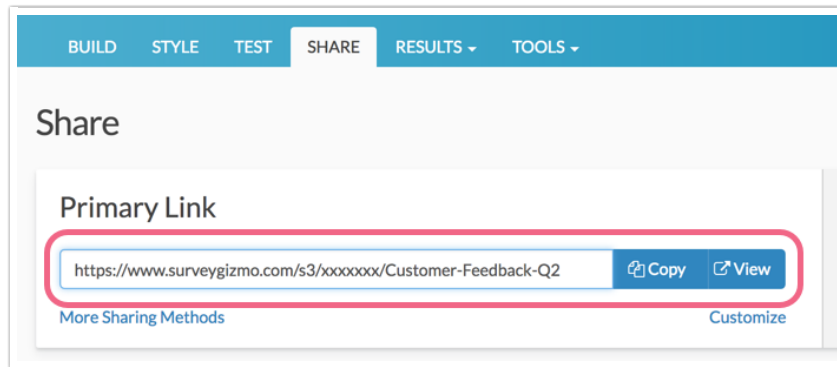 BUILD STYLE TEST SHARE RESULTS TOOLS
Share
Primary Link
https://www.surveygizmo.com/s3/xxxxxxx/Customer-Feedback-Q2 Copy View
More Sharing Methods Customize